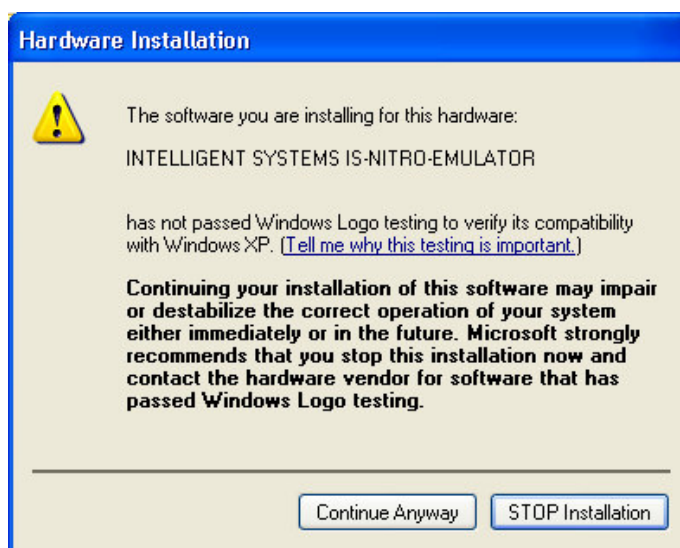 Hardware Installation
The software you are installing for this hardware:
INTELLIGENT SYSTEMS IS-NITRO-EMULATOR
has not passed Windows Logo testing to verify its compatibility
with Windows XP. (Tell me why this testing is important.)
Continuing your installation of this software may impair
or destabilize the correct operation of your system
either immediately or in the future. Microsoft strongly
recommends that you stop this installation now and
contact the hardware vendor for software that has
passed Windows Logo testing.
Continue Anyway
STOP Installation